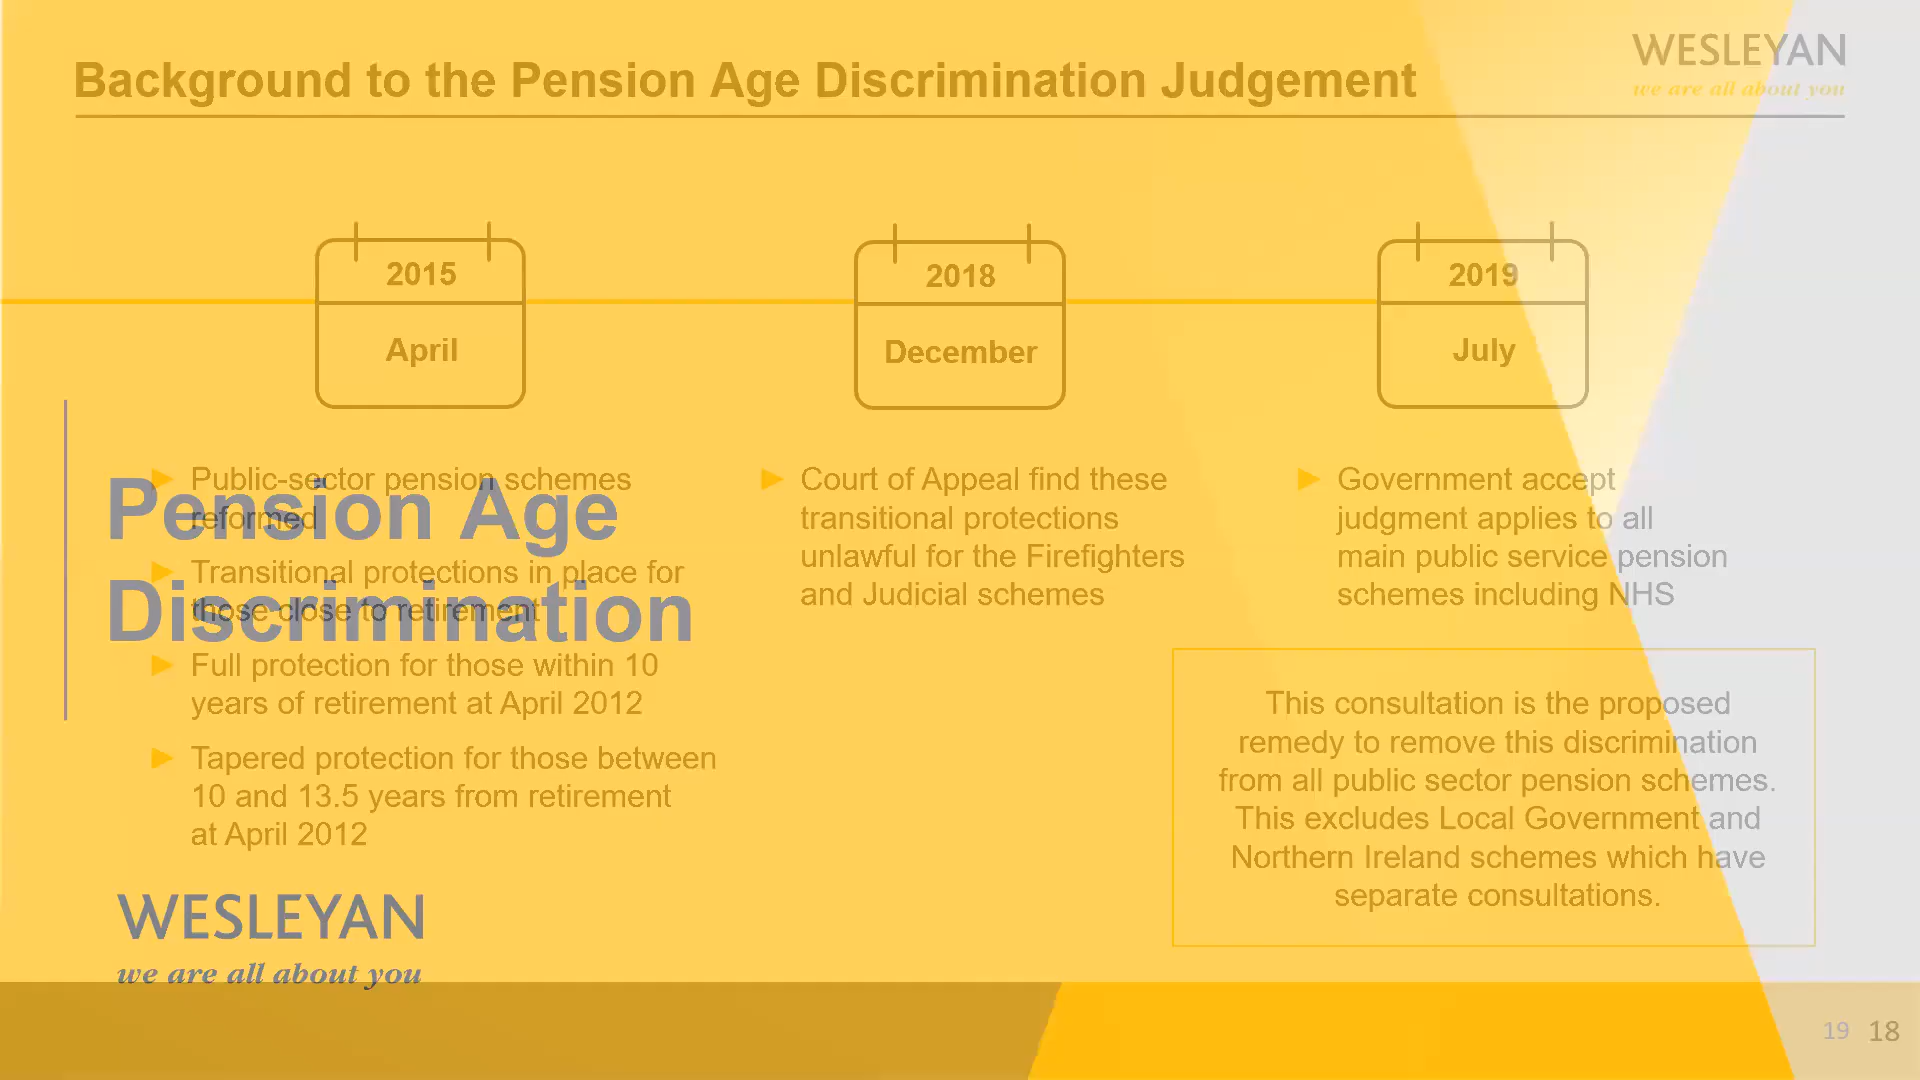 Background to the Pension Age Discrimination Judgement
WESLEYAN
we are all about you
2015
April
2018
December
2019
July
Public-sector pension schemes
reformed
Transitional protections in place for
those close to retirement
Full protection for those within 10
years of retirement at April 2012
Tapered protection for those between
10 and 13.5 years from retirement
at April 2012
Court of Appeal find these
transitional protections
unlawful for the Firefighters
and Judicial schemes
Government accept
judgment applies to all
main public service pension
schemes including NHS
This consultation is the proposed
remedy to remove this discrimination
from all public sector pension schemes.
This excludes Local Government and
Northern Ireland schemes which have
separate consultations.
Pension Age
Discrimination
WESLEYAN
we are all about you
19
18